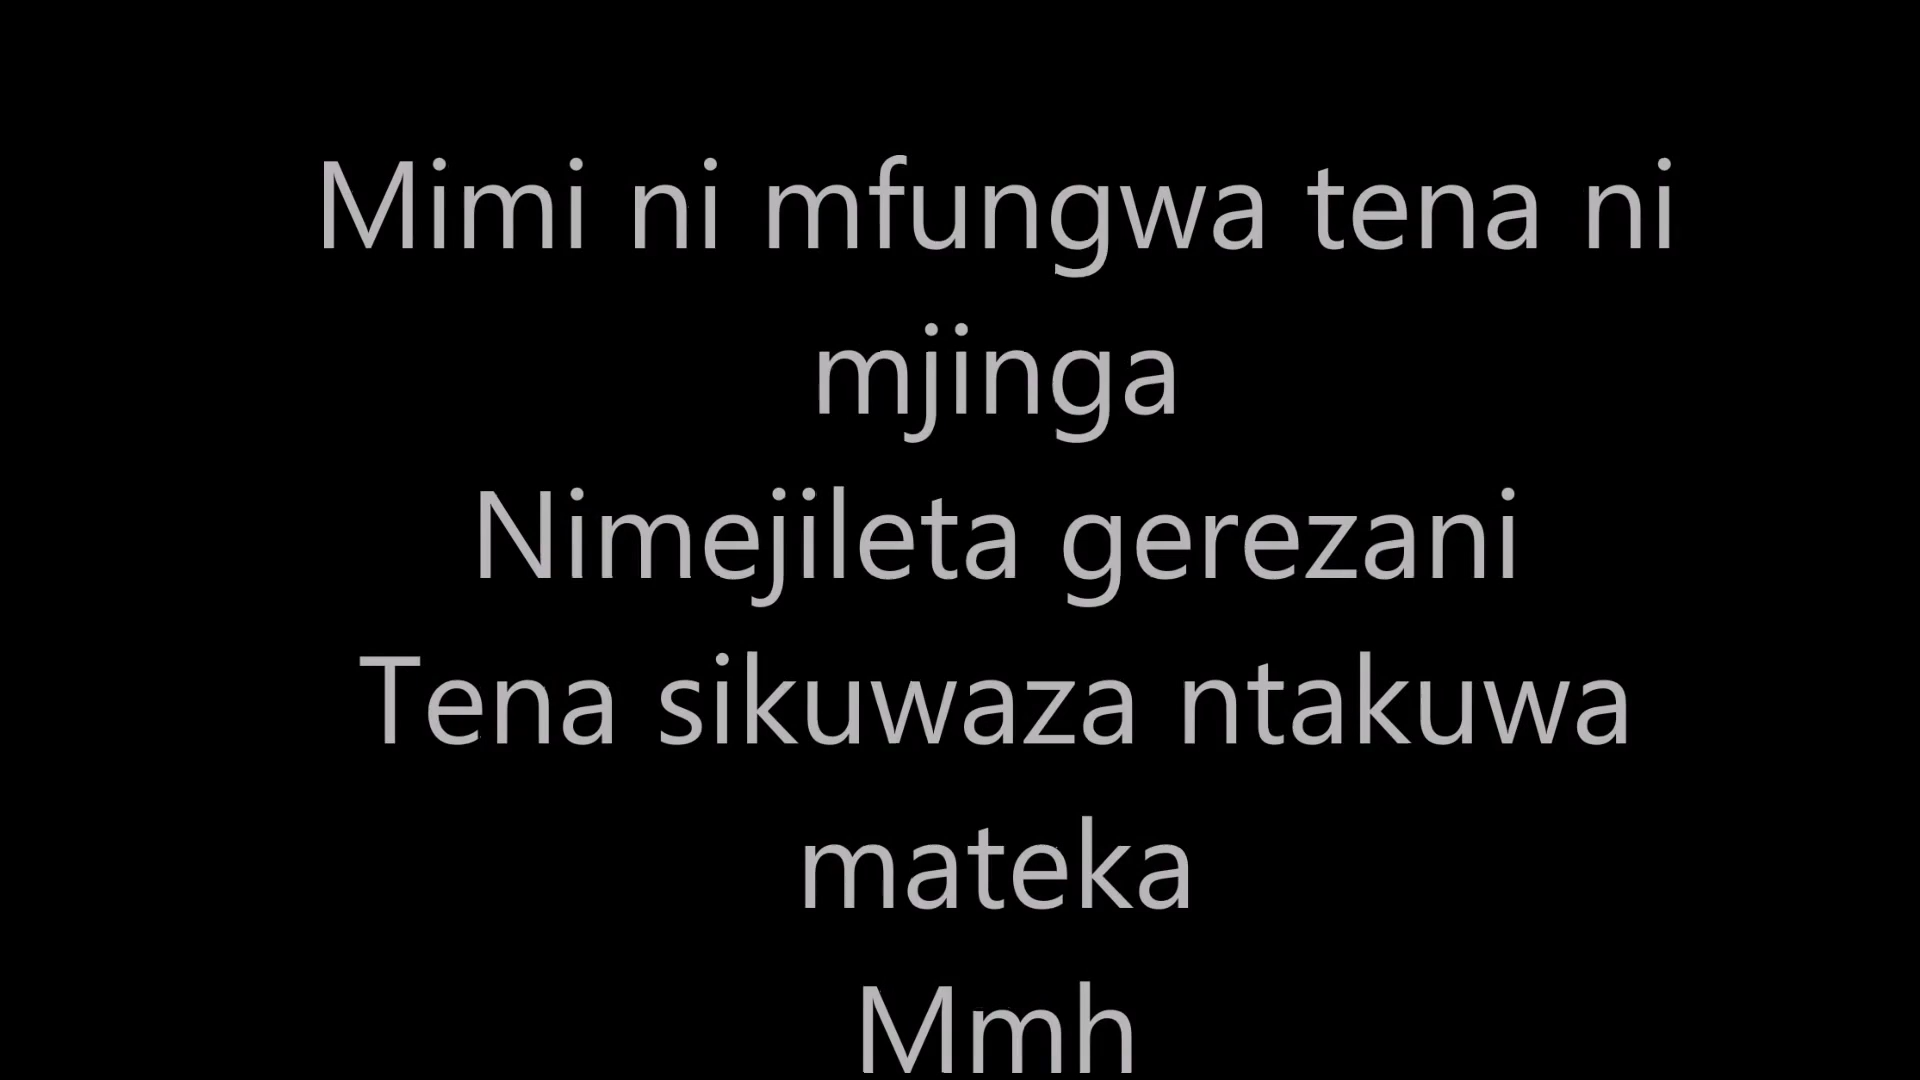 Mimi ni mfungwa tena ni
mjinga
Nimejileta gerezani
Tena sikuwaza ntakuwa
mateka
Mmh